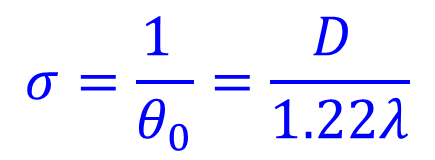 σ = 1/θ₀ = D/1.22λ